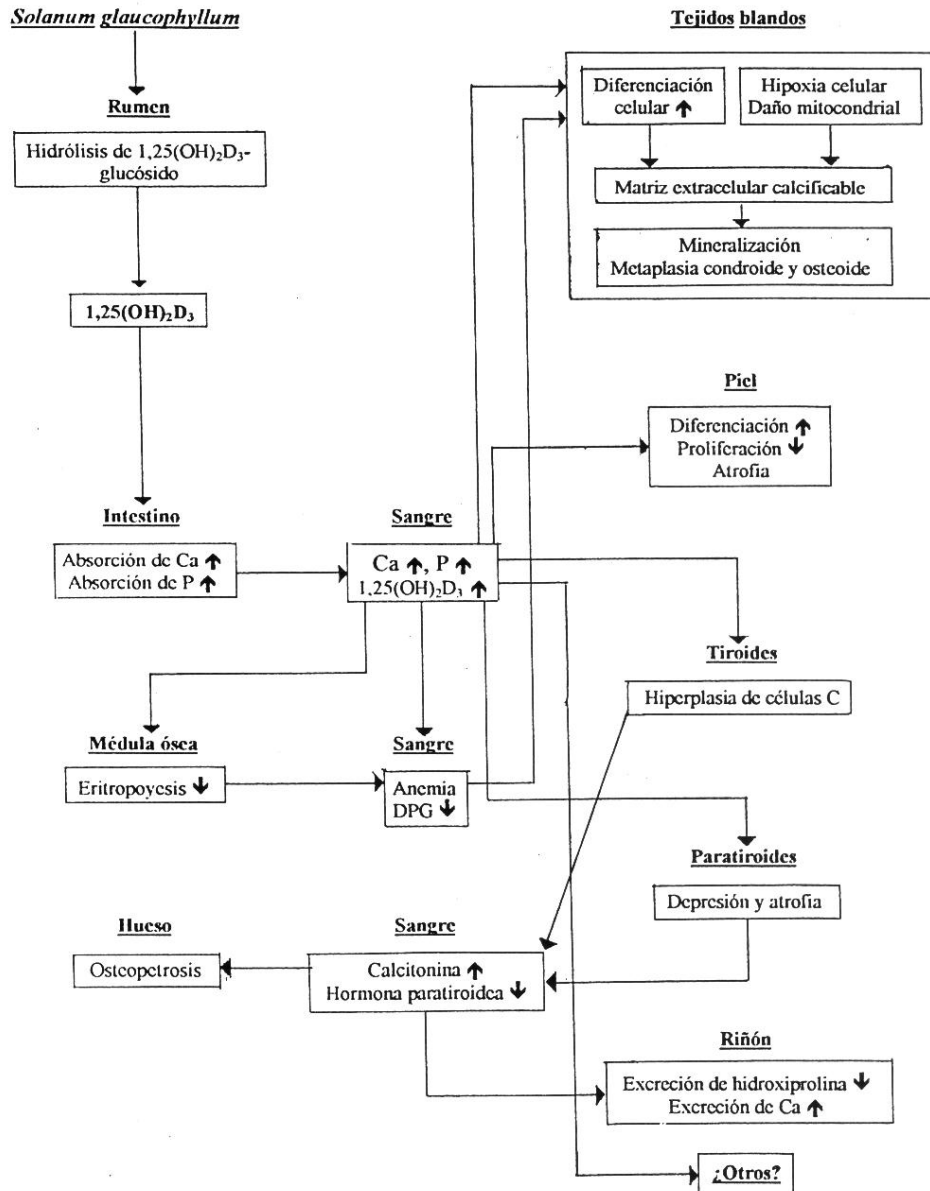 Solanum glaucophyllum
Rumen
Hidrólisis de 1,25(OH)₂D₃-
glucósido
1,25(OH)₂D₃
Intestino
Absorción de Ca ↑
Absorción de P ↑
Sangre
Ca ↑, P ↑
1,25(OH)₂D₃ ↑
Médula ósea
Eritropoyesis ↓
Sangre
Anemia
DPG ↓
Hueso
Osteopetrosis
Sangre
Calcitonina ↑
Hormona paratiroidea ↓
Tejidos blandos
Diferenciación
celular ↑
Hipoxia celular
Daño mitocondrial
Matriz extracelular calcificable
Mineralización
Metaplasia condroide y osteoide
Piel
Diferenciación ↑
Proliferación ↓
Atrofia
Tiroides
Hiperplasia de células C
Paratiroides
Depresión y atrofia
Riñón
Excreción de hidroxiprolina ↓
Excreción de Ca ↑
¿Otros?